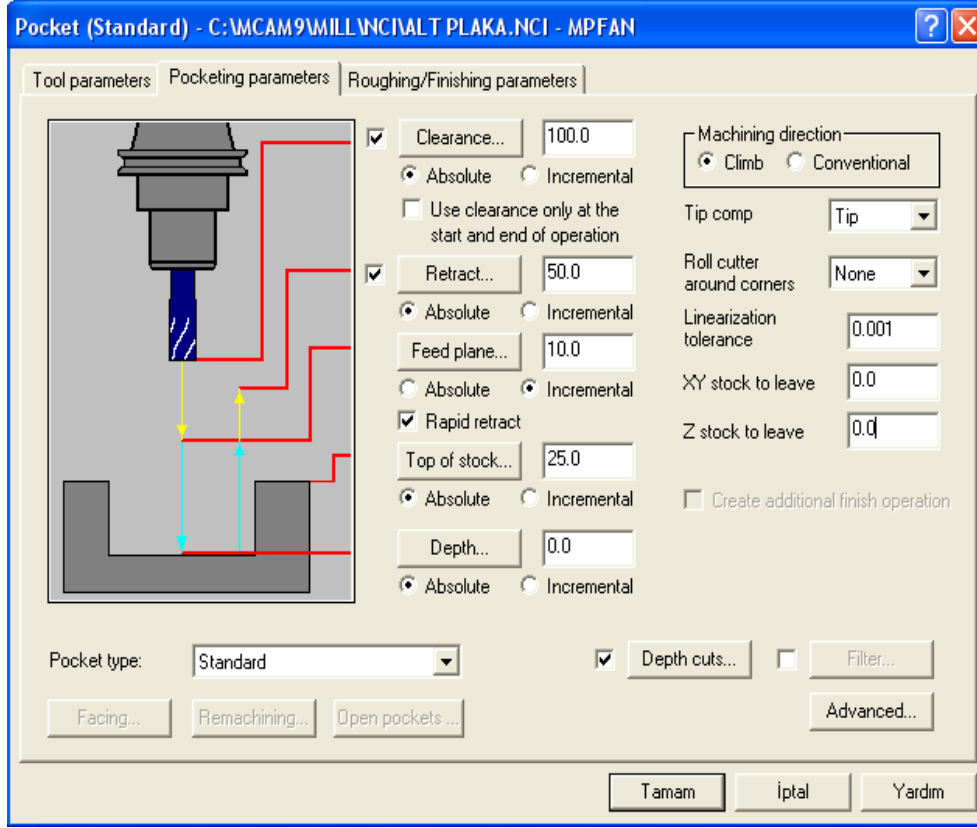 Pocket (Standard) - C:\MCAM9\MILL\NCI\ALT PLAKA.NCI - MPFAN
Tool parameters
Pocketing parameters
Roughing/Finishing parameters
Clearance... 100.0
Absolute Incremental
Use clearance only at the
start and end of operation
Retract... 50.0
Absolute Incremental
Feed plane... 10.0
Absolute Incremental
Rapid retract
Top of stock... 25.0
Absolute Incremental
Depth... 0.0
Absolute Incremental
Machining direction
Climb Conventional
Tip comp Tip
Roll cutter
around corners None
Linearization
tolerance 0.001
XY stock to leave 0.0
Z stock to leave 0.0
Create additional finish operation
Pocket type: Standard
Depth cuts... Filter...
Facing... Remachining... Open pockets ... Advanced...
Tamam İptal Yardım